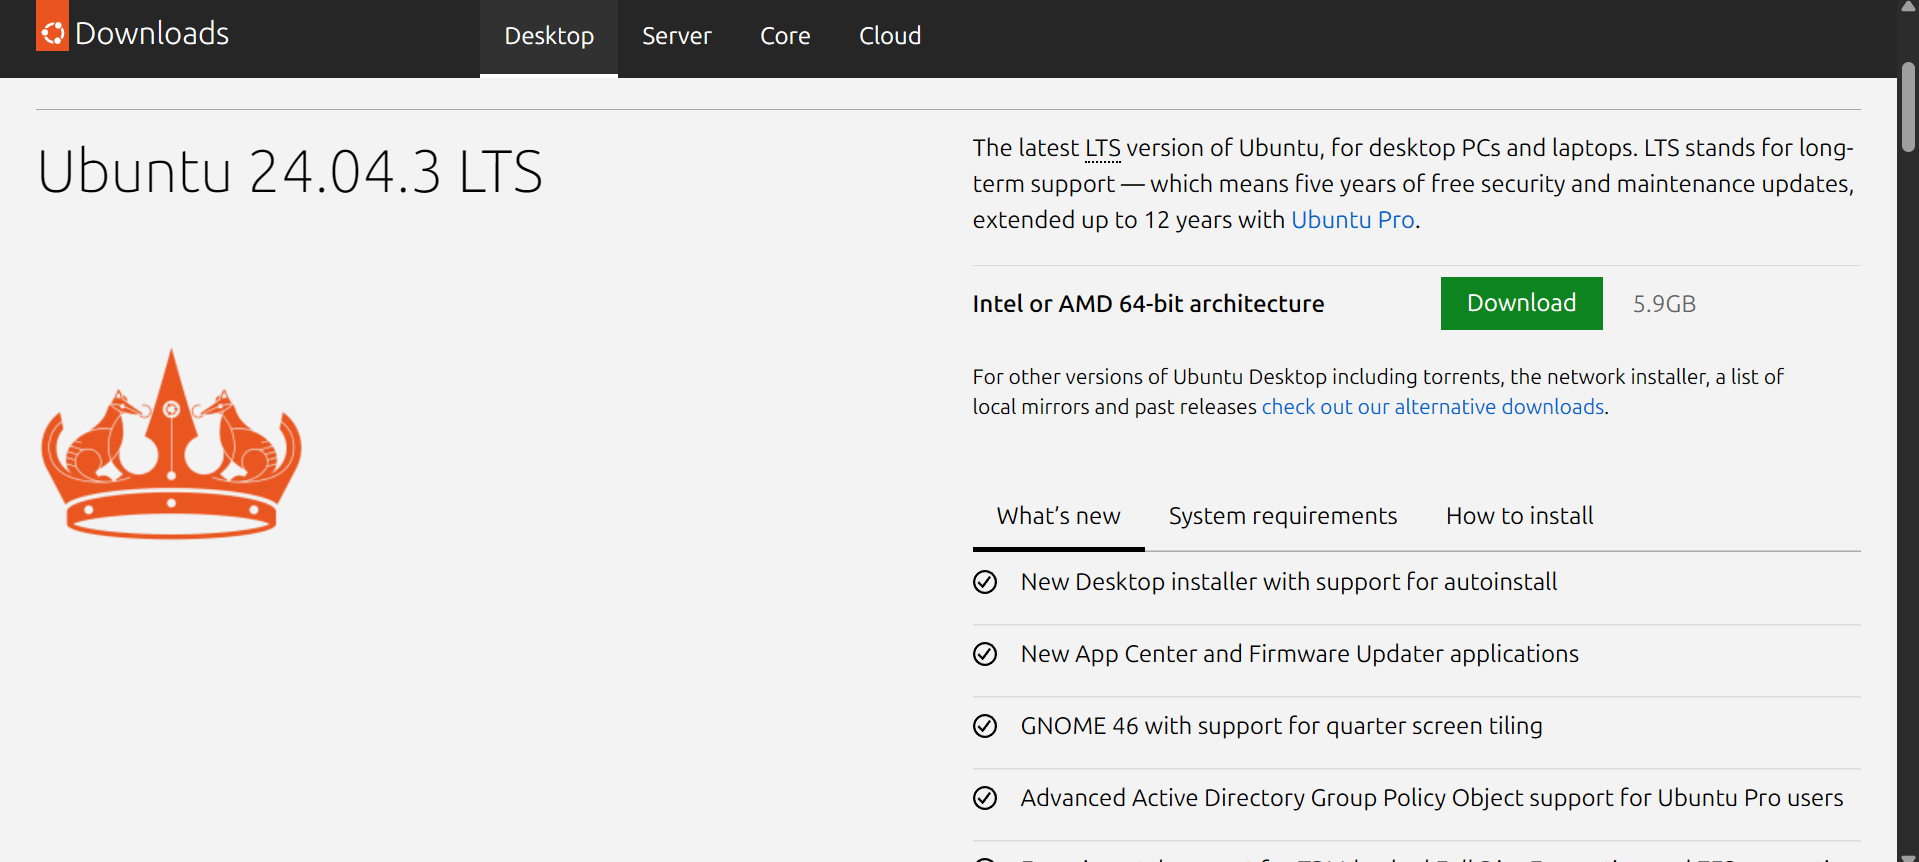 Downloads
Desktop
Server
Core
Cloud
Ubuntu 24.04.3 LTS
The latest LTS version of Ubuntu, for desktop PCs and laptops. LTS stands for long-
term support — which means five years of free security and maintenance updates,
extended up to 12 years with Ubuntu Pro.
Intel or AMD 64-bit architecture
Download
5.9GB
For other versions of Ubuntu Desktop including torrents, the network installer, a list of
local mirrors and past releases check out our alternative downloads.
What’s new
System requirements
How to install
New Desktop installer with support for autoinstall
New App Center and Firmware Updater applications
GNOME 46 with support for quarter screen tiling
Advanced Active Directory Group Policy Object support for Ubuntu Pro users